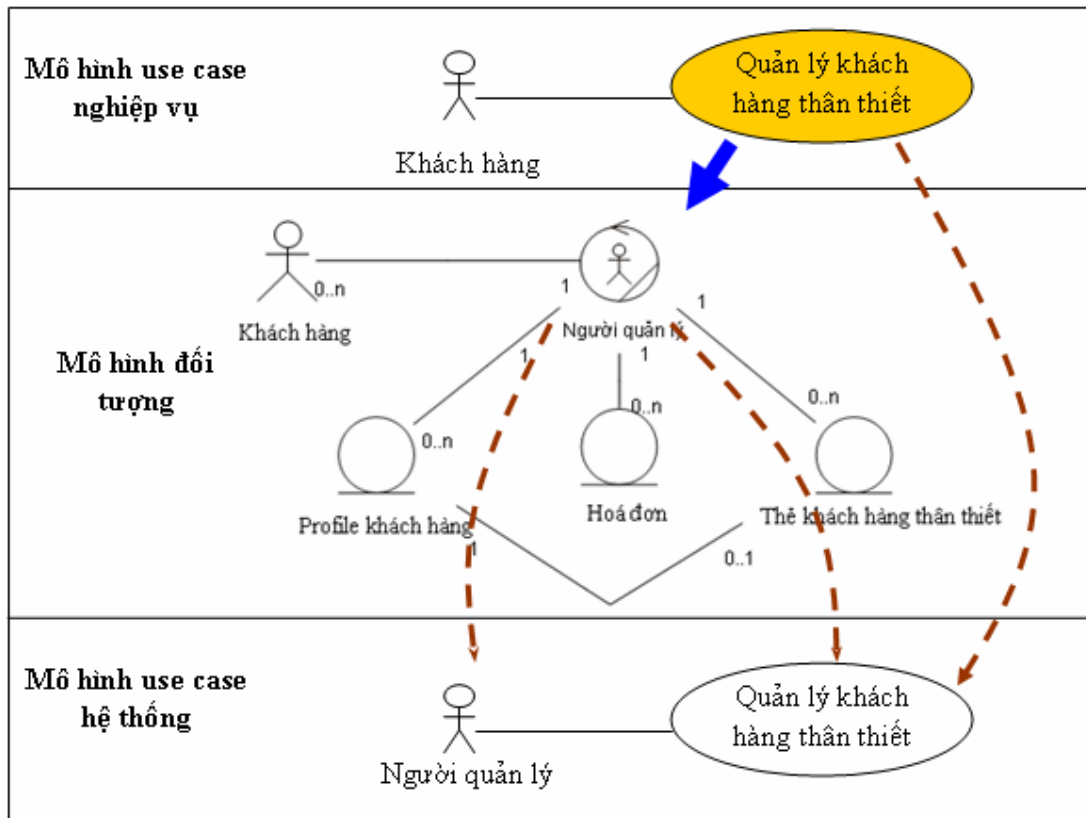 Mô hình use case
nghiệp vụ
Khách hàng
Quản lý khách
hàng thân thiết
Mô hình đối
tượng
0..n
1
1
Khách hàng
Người quản lý
1
1
0..n
0..n
0..n
Profile khách hàng
Hoá đơn
Thẻ khách hàng thân thiết
1
0..1
Mô hình use case
hệ thống
Người quản lý
Quản lý khách
hàng thân thiết